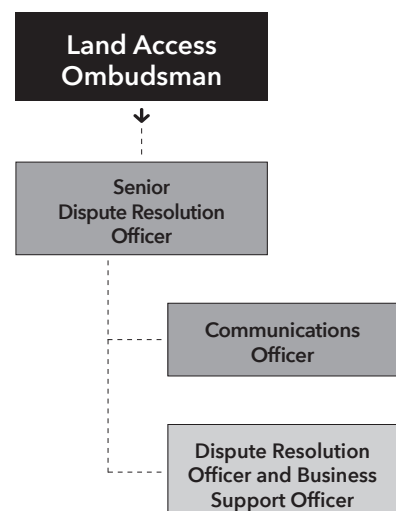 Land Access
Ombudsman
Senior
Dispute Resolution
Officer
Communications
Officer
Dispute Resolution
Officer and Business
Support Officer